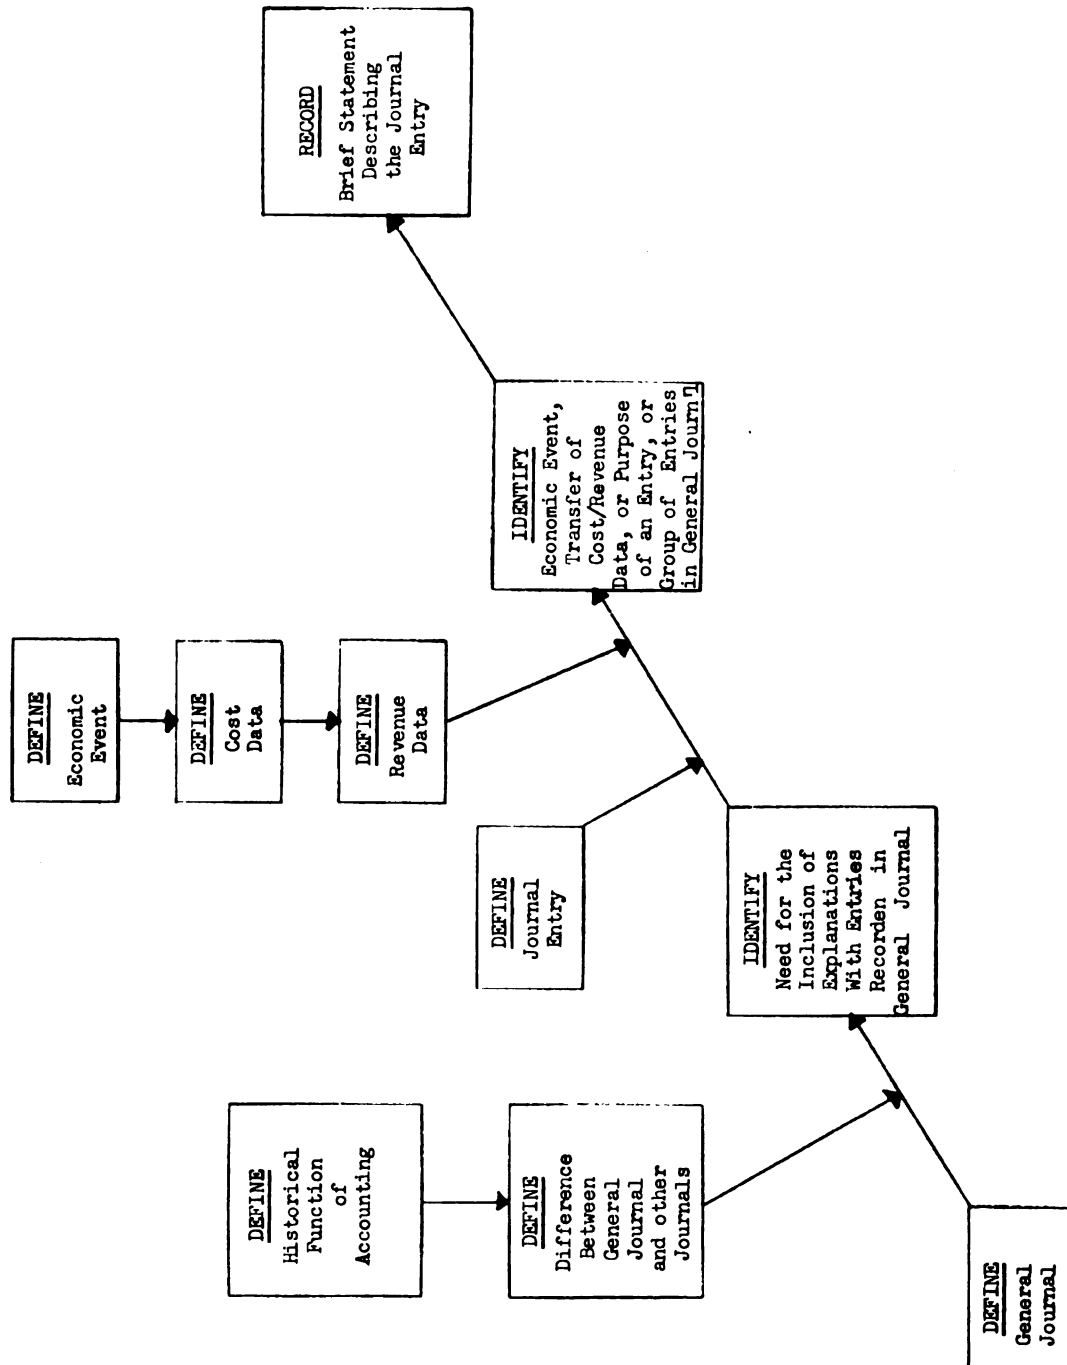 DEFINE
General
Journal
DEFINE
Historical
Function
of
Accounting
DEFINE
Difference
Between
General
Journal
and other
Journals
IDENTIFY
Need for the
Inclusion of
Explanations
With Entries
Recorden in
General Journal
DEFINE
Journal
Entry
DEFINE
Economic
Event
DEFINE
Cost
Data
DEFINE
Revenue
Data
IDENTIFY
Economic Event,
Transfer of
Cost/Revenue
Data, or Purpose
of an Entry, or
Group of Entries
in General Journl
RECORD
Brief Statement
Describing
the Journal
Entry